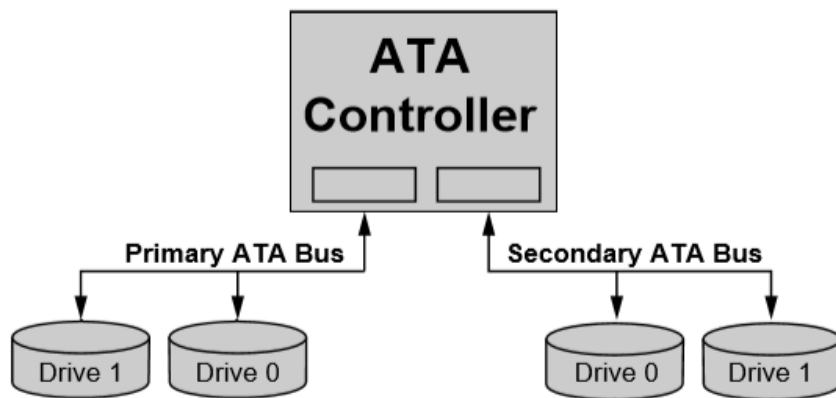 ATA
Controller
Primary ATA Bus
Secondary ATA Bus
Drive 1
Drive 0
Drive 0
Drive 1